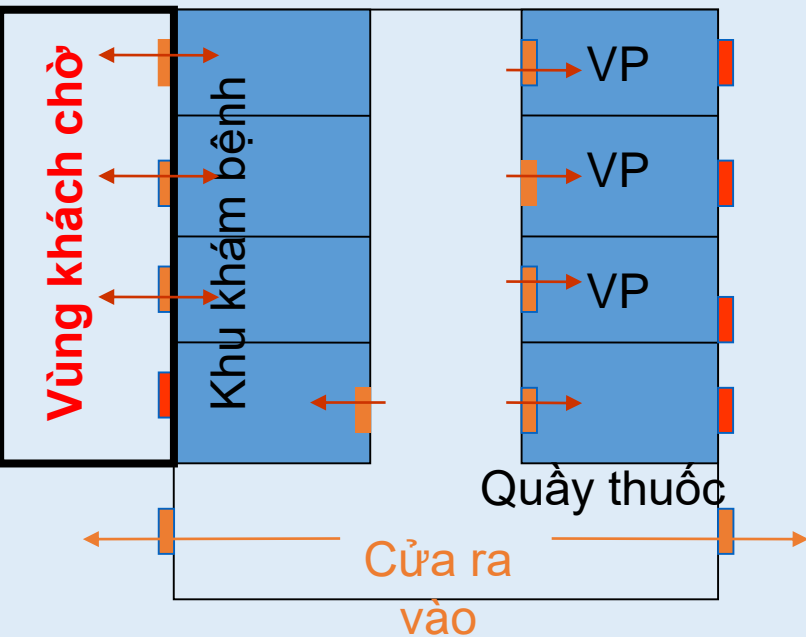 Vùng khách chờ
Khu khám bệnh
VP
VP
VP
Quầy thuốc
Cửa ra
vào